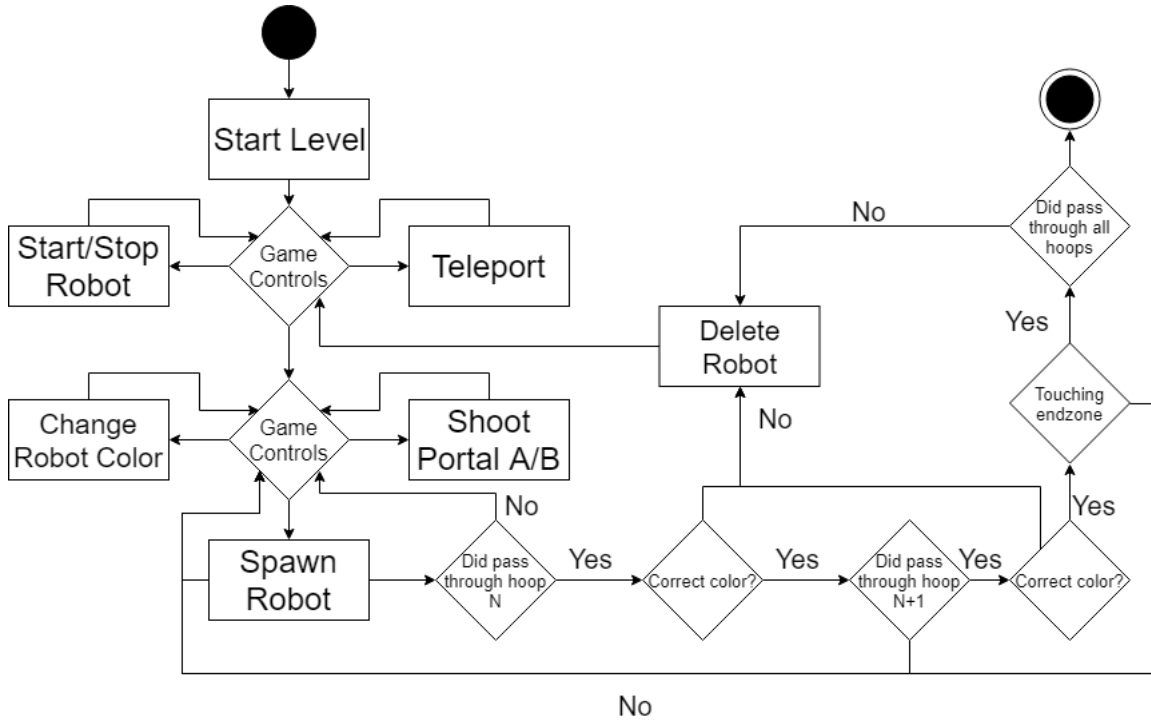 Start Level
Start/Stop
Robot
Game
Controls
Teleport
No
Did pass
through all
hoops
Delete
Robot
Yes
Touching
endzone
Change
Robot Color
Game
Controls
Shoot
Portal A/B
No
No
Yes
Spawn
Robot
Did pass
through hoop
N
Yes
Correct color?
Yes
Did pass
through hoop
N+1
Yes
Correct color?
No